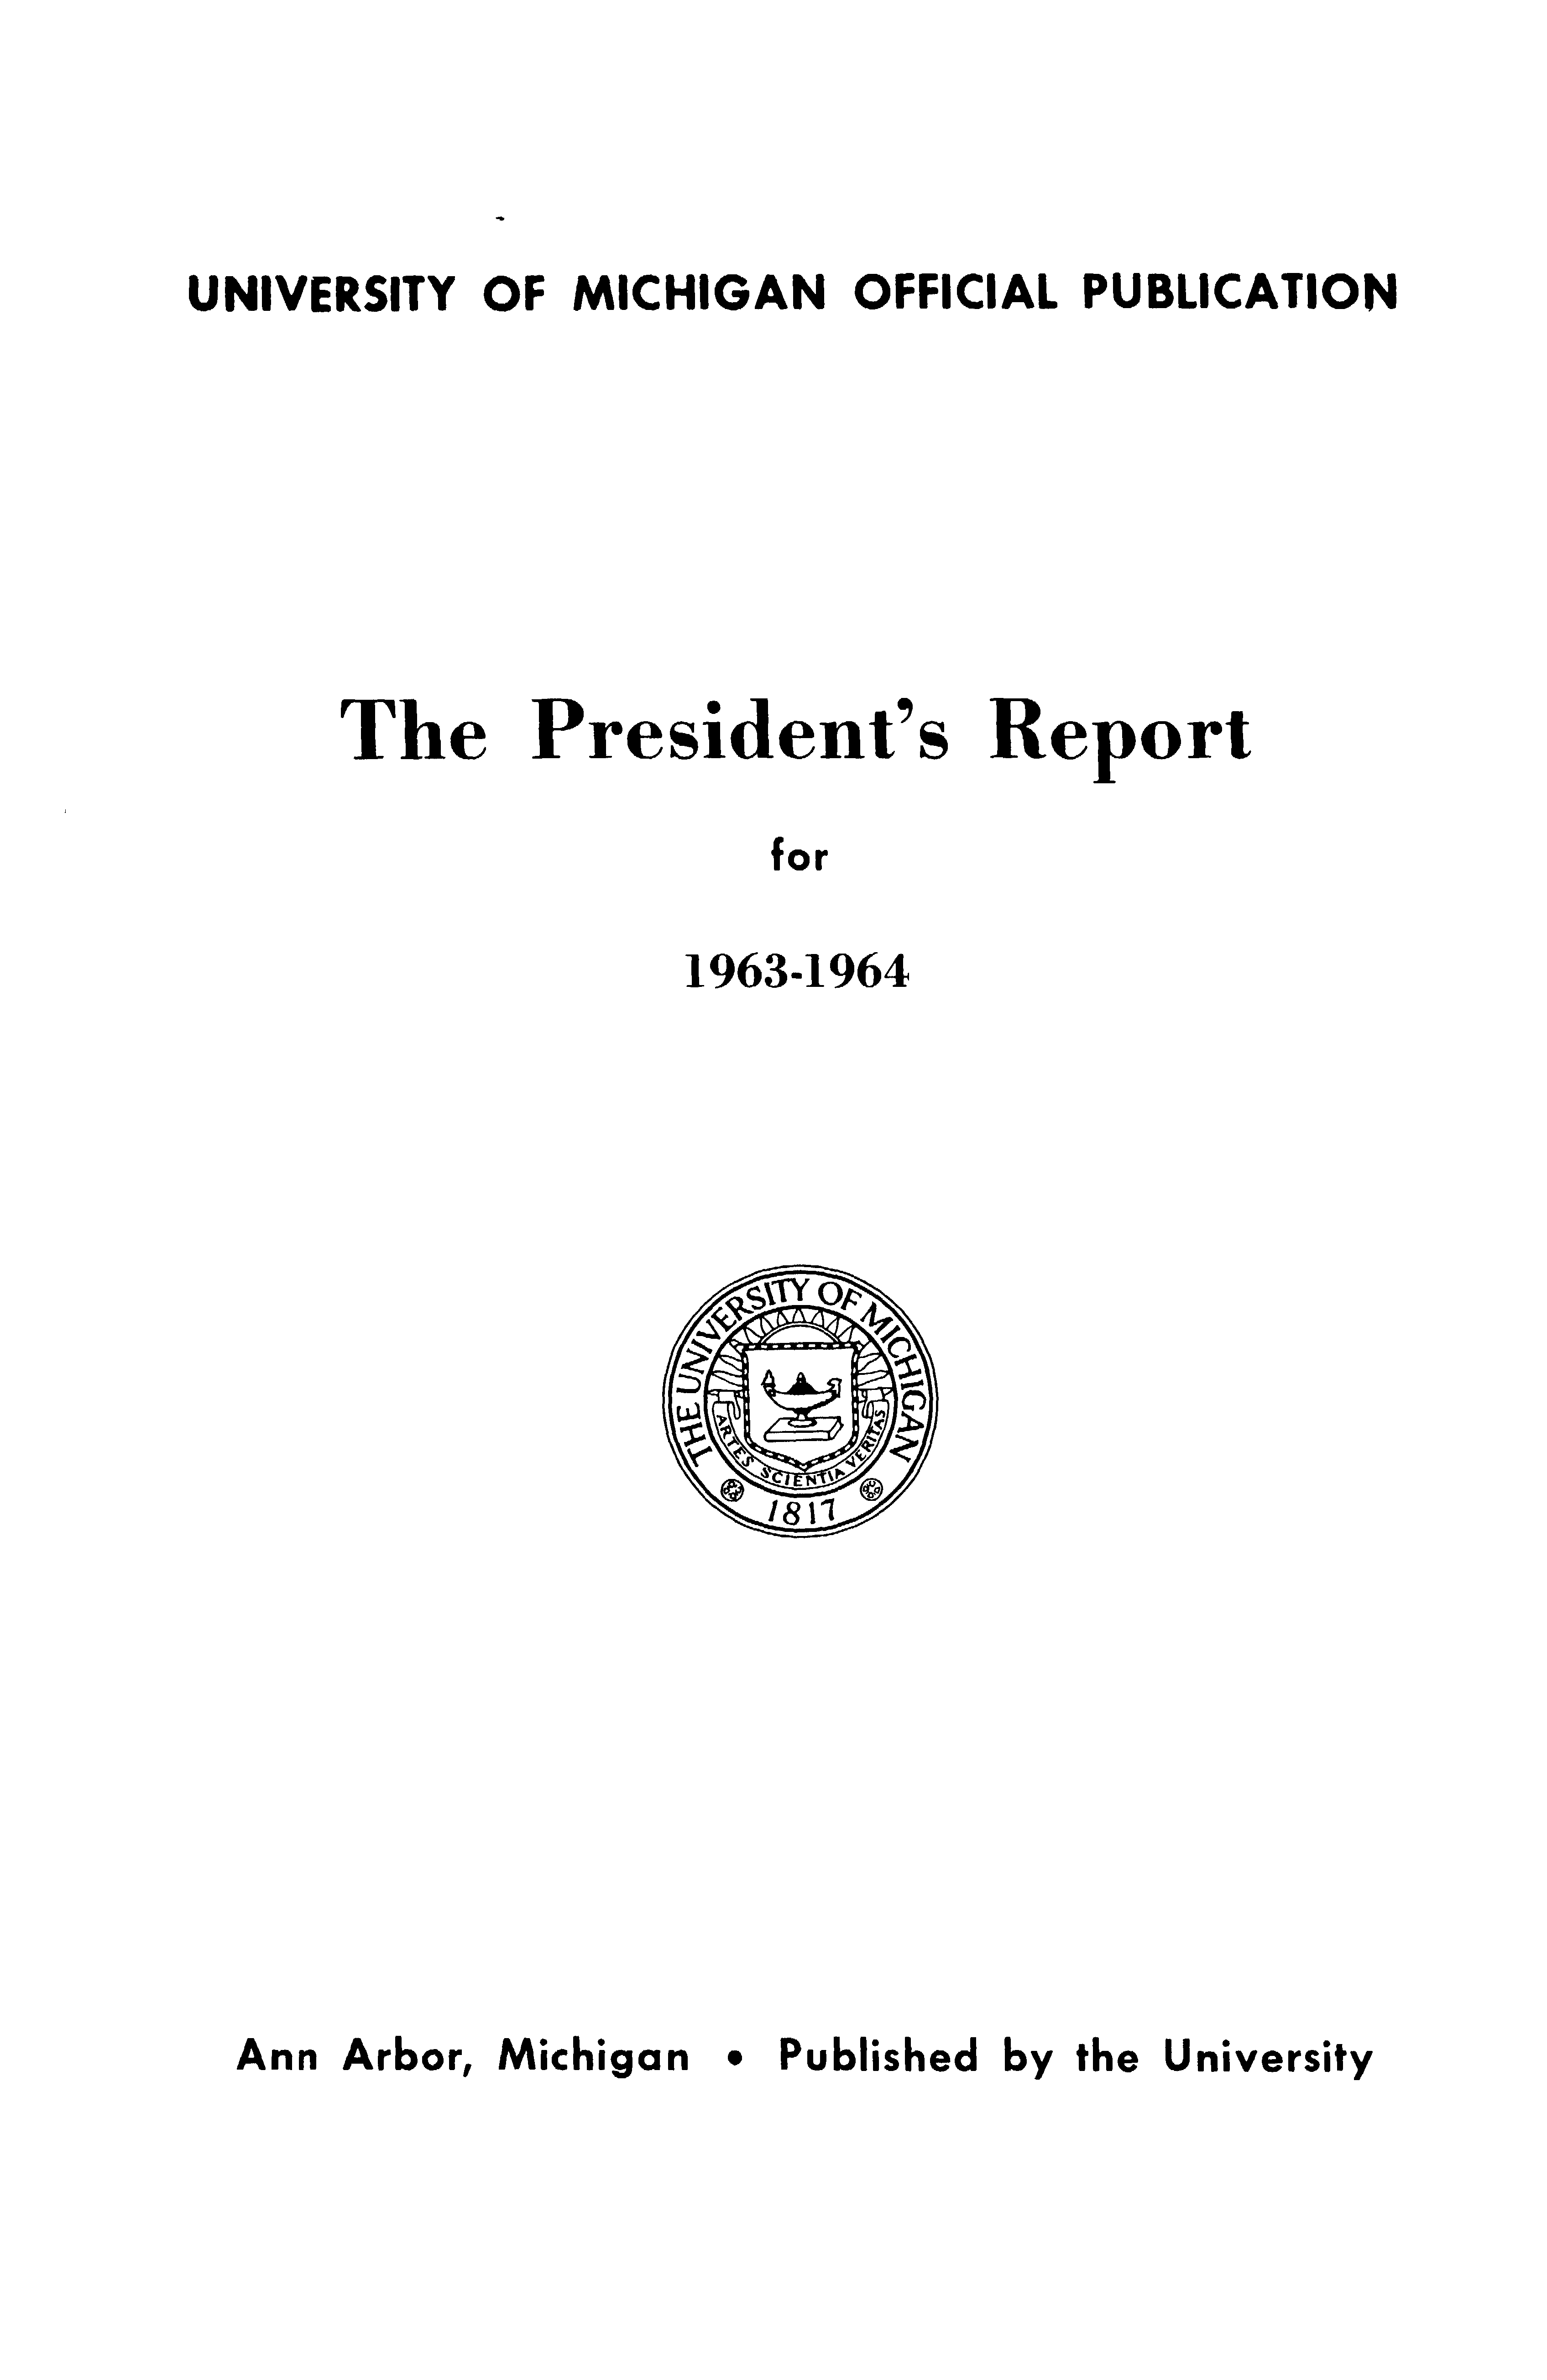 UNIVERSITY OF MICHIGAN OFFICIAL PUBLICATION
The President's Report
for
1963-1964
THE UNIVERSITY OF MICHIGAN
ARTES SCIENTIA VERITAS
1817
Ann Arbor, Michigan • Published by the University